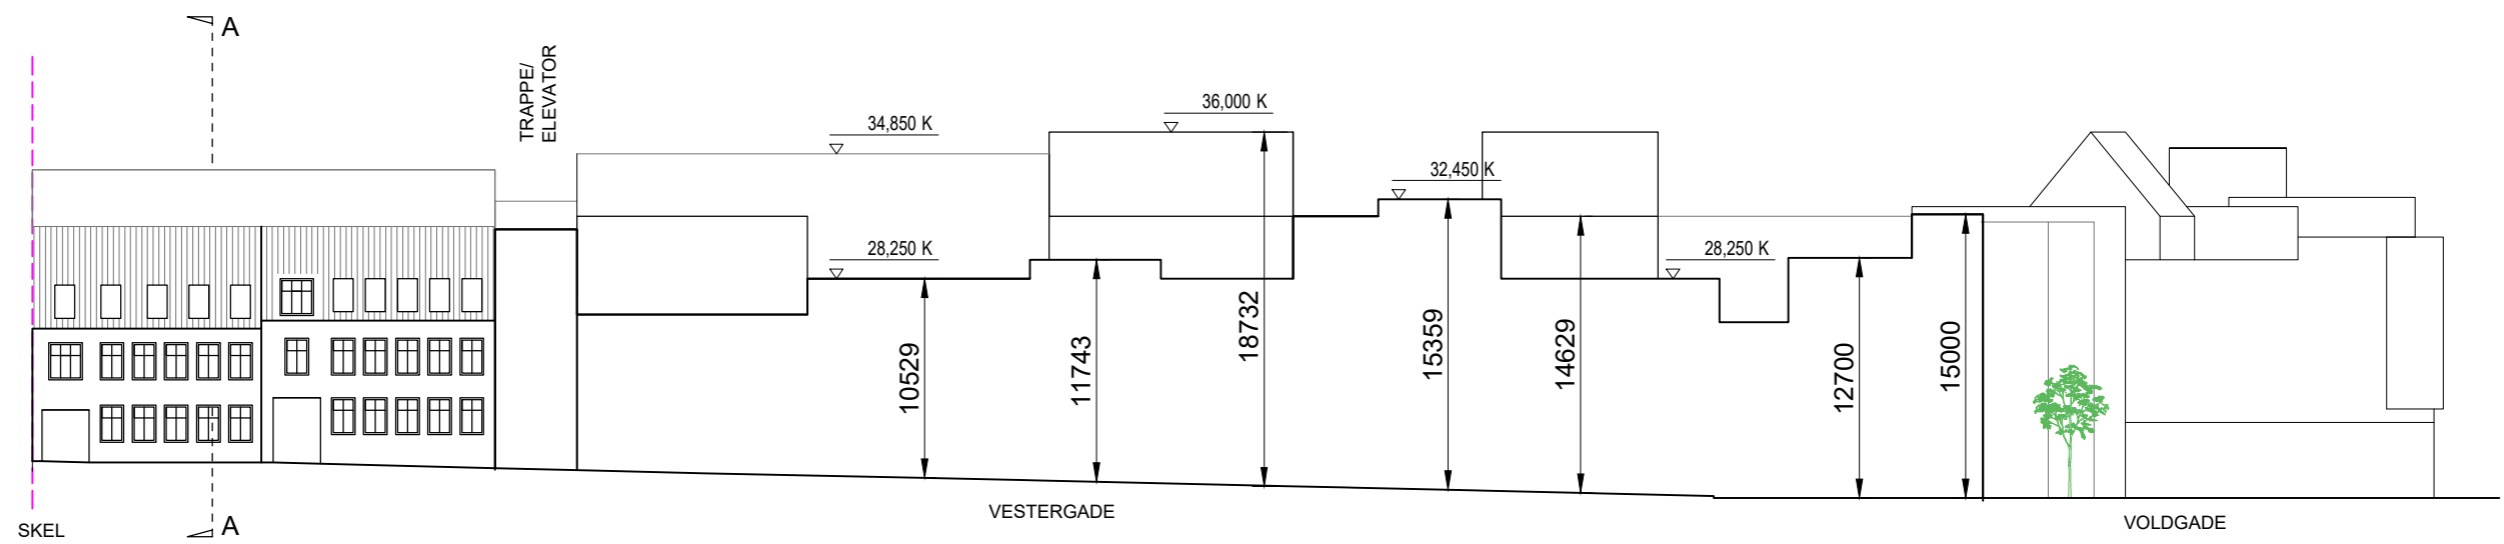 A
TRAPPE/
ELEVATOR
34,850 K
36,000 K
32,450 K
28,250 K
28,250 K
10529
11743
18732
15359
14629
12700
15000
VESTERGADE
VOLDGADE
SKEL
A